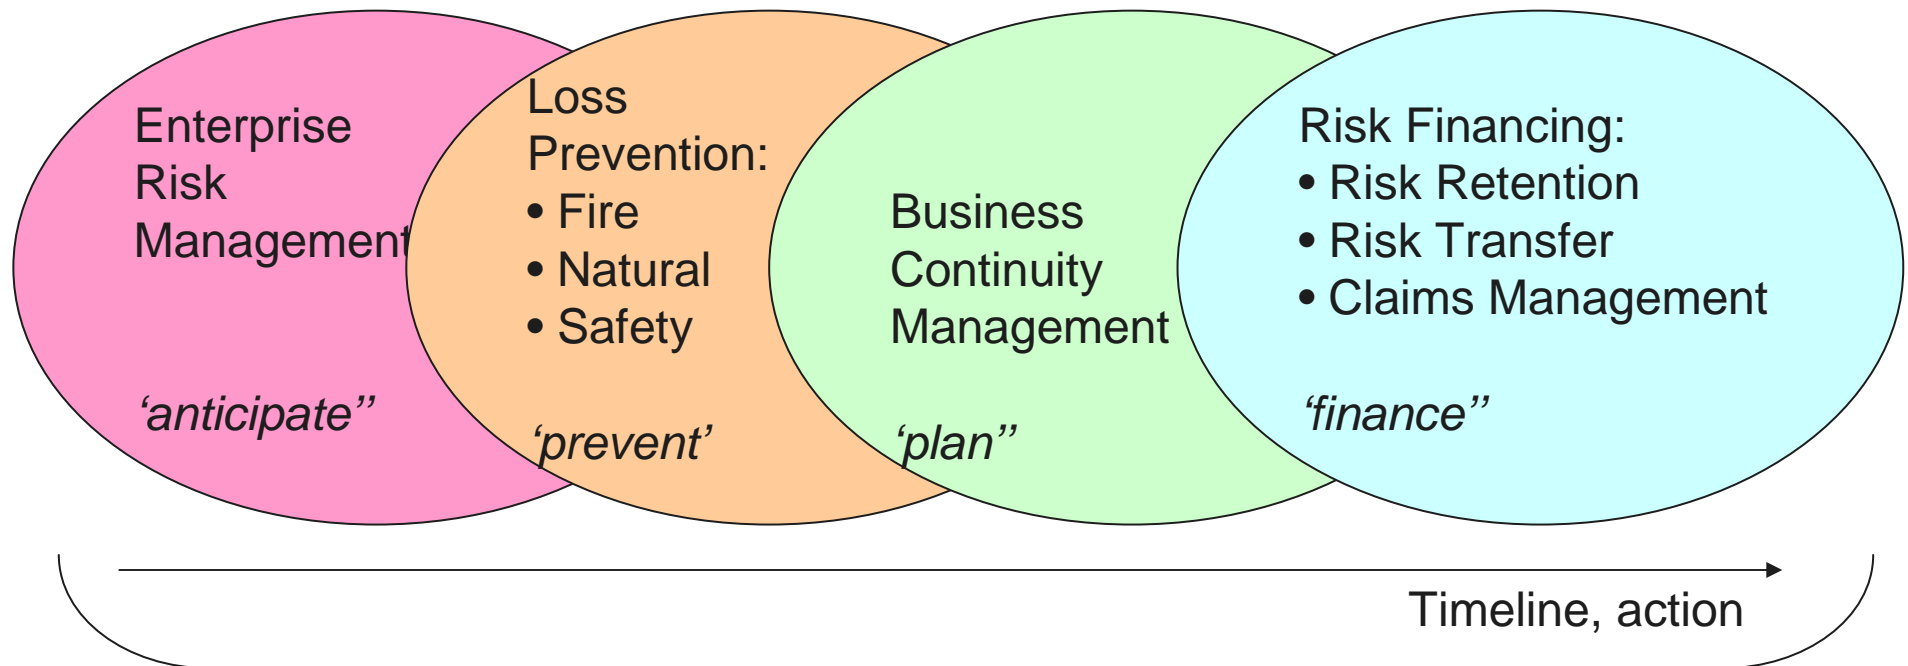 Enterprise
Risk
Management
‘anticipate’’
Loss
Prevention:
• Fire
• Natural
• Safety
‘prevent’
Business
Continuity
Management
‘plan’’
Risk Financing:
• Risk Retention
• Risk Transfer
• Claims Management
‘finance’’
Timeline, action